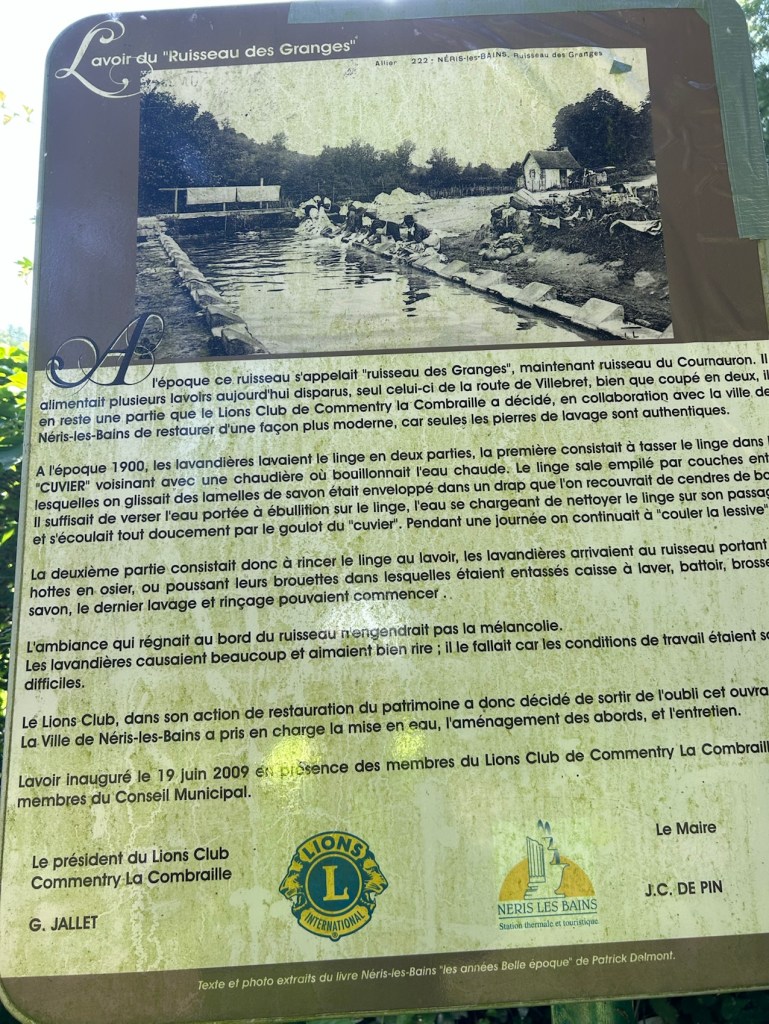 Lavoir du "Ruisseau des Granges"
Allier 222 - NÉRIS-les-BAINS. Ruisseau des Granges
A l'époque ce ruisseau s'appelait "ruisseau des Granges", maintenant ruisseau du Cournauron. Il
alimentait plusieurs lavoirs aujourd'hui disparus, seul celui-ci de la route de Villebret, bien que coupé en deux, il
en reste une partie que le Lions Club de Commentry la Combraille a décidé, en collaboration avec la ville de
Néris-les-Bains de restaurer d'une façon plus moderne, car seules les pierres de lavage sont authentiques.
A l'époque 1900, les lavandières lavaient le linge en deux parties, la première consistait à tasser le linge dans
"CUVIER" voisinant avec une chaudière où bouillonnait l'eau chaude. Le linge sale empilé par couches ent
lesquelles on glissait des lamelles de savon était enveloppé dans un drap que l'on recouvrait de cendres de bo
Il suffisait de verser l'eau portée à ébullition sur le linge, l'eau se chargeant de nettoyer le linge sur son passag
et s'écoulait tout doucement par le goulot du "cuvier". Pendant une journée on continuait à "couler la lessive"
La deuxième partie consistait donc à rincer le linge au lavoir, les lavandières arrivaient au ruisseau portant
hottes en osier, ou poussant leurs brouettes dans lesquelles étaient entassés caisse à laver, battoir, brosse
savon, le dernier lavage et rinçage pouvaient commencer .
L'ambiance qui régnait au bord du ruisseau n'engendrait pas la mélancolie.
Les lavandières causaient beaucoup et aimaient bien rire ; il le fallait car les conditions de travail étaient so
difficiles.
Le Lions Club, dans son action de restauration du patrimoine a donc décidé de sortir de l'oubli cet ouvra
La Ville de Néris-les-Bains a pris en charge la mise en eau, l'aménagement des abords, et l'entretien.
Lavoir inauguré le 19 juin 2009 en présence des membres du Lions Club de Commentry La Combraill
membres du Conseil Municipal.
Le président du Lions Club
Commentry La Combraille
G. JALLET
LIONS
L
INTERNATIONAL
NERIS LES BAINS
Station thermale et touristique
Le Maire
J.C. DE PIN
Texte et photo extraits du livre Néris-les-Bains "les années Belle époque" de Patrick Delmont.